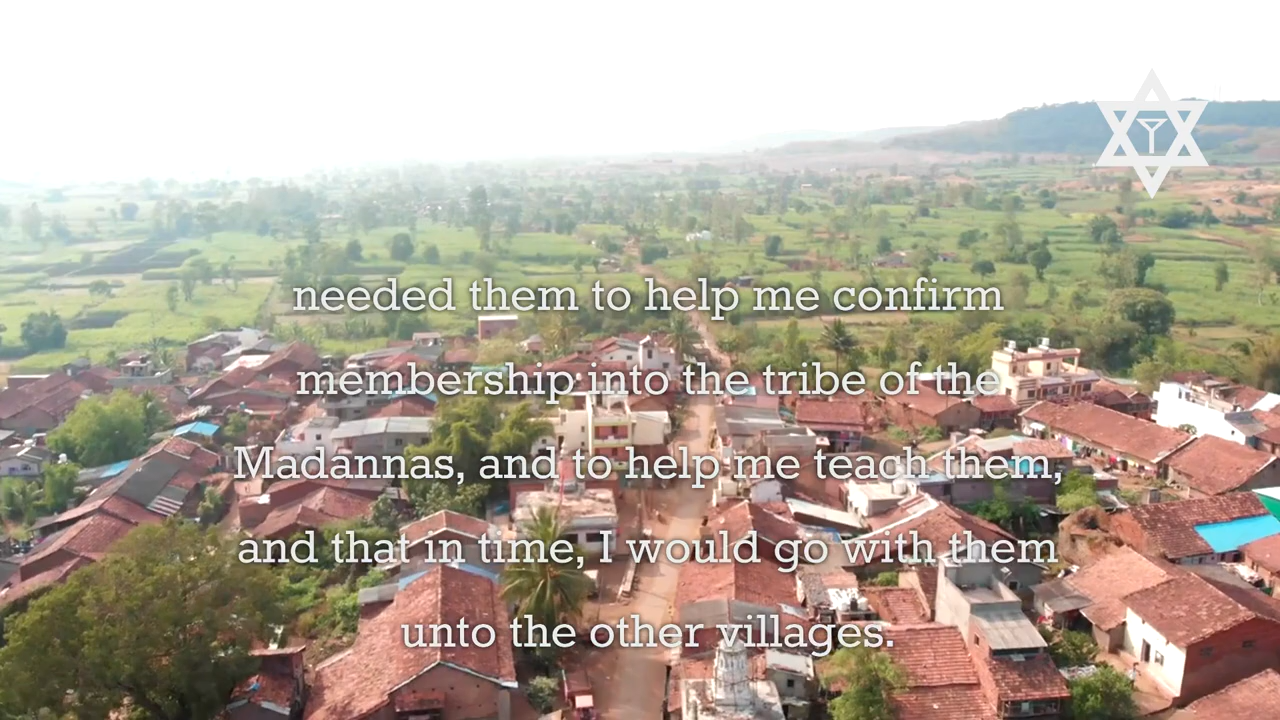 needed them to help me confirm
membership into the tribe of the
Madannas, and to help me teach them,
and that in time, I would go with them
unto the other villages.